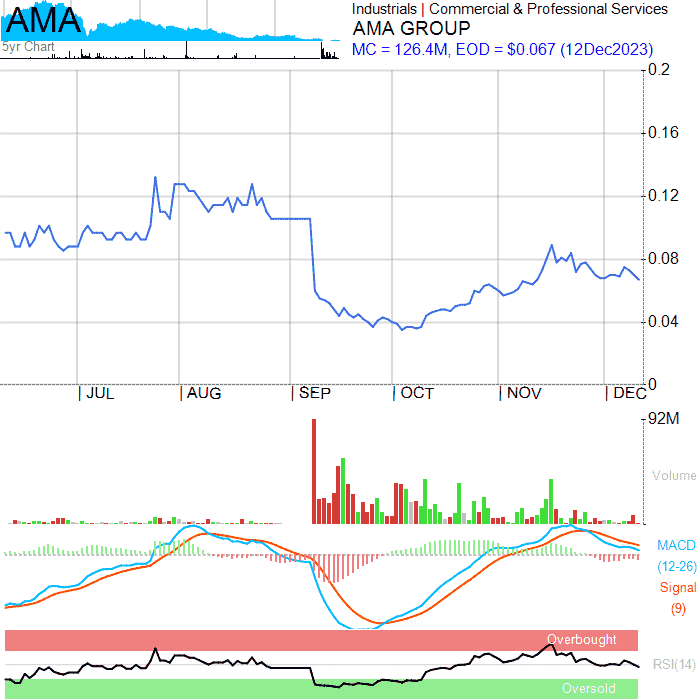 AMA
5yr Chart
Industrials | Commercial & Professional Services
AMA GROUP
MC = 126.4M, EOD = $0.067 (12Dec2023)
0.2
0.16
0.12
0.08
0.04
0
| JUL | AUG | SEP | OCT | NOV | DEC
92M
Volume
MACD
(12-26)
Signal
(9)
Overbought
RSI(14)
Oversold